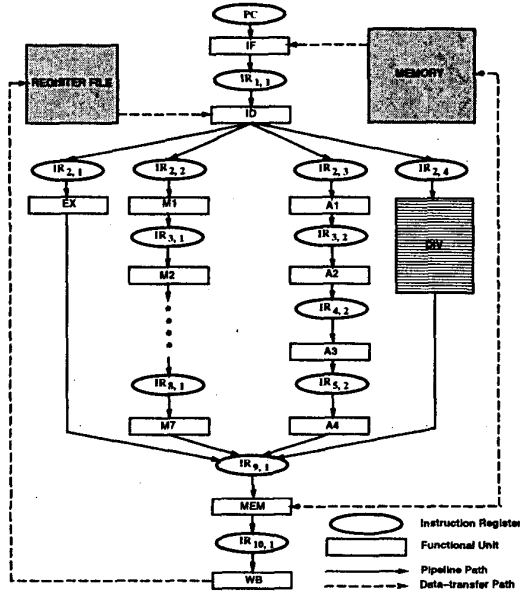 PC
IF
REGISTER FILE
MEMORY
IR1, 1
ID
IR2, 1
IR2, 2
IR2, 3
IR2, 4
EX
M1
A1
IR3, 1
IR3, 2
DIV
M2
A2
IR4, 2
A3
IR8, 1
IR5, 2
M7
A4
IR9, 1
MEM
Instruction Register
IR10, 1
Functional Unit
Pipeline Path
WB
Data-transfer Path